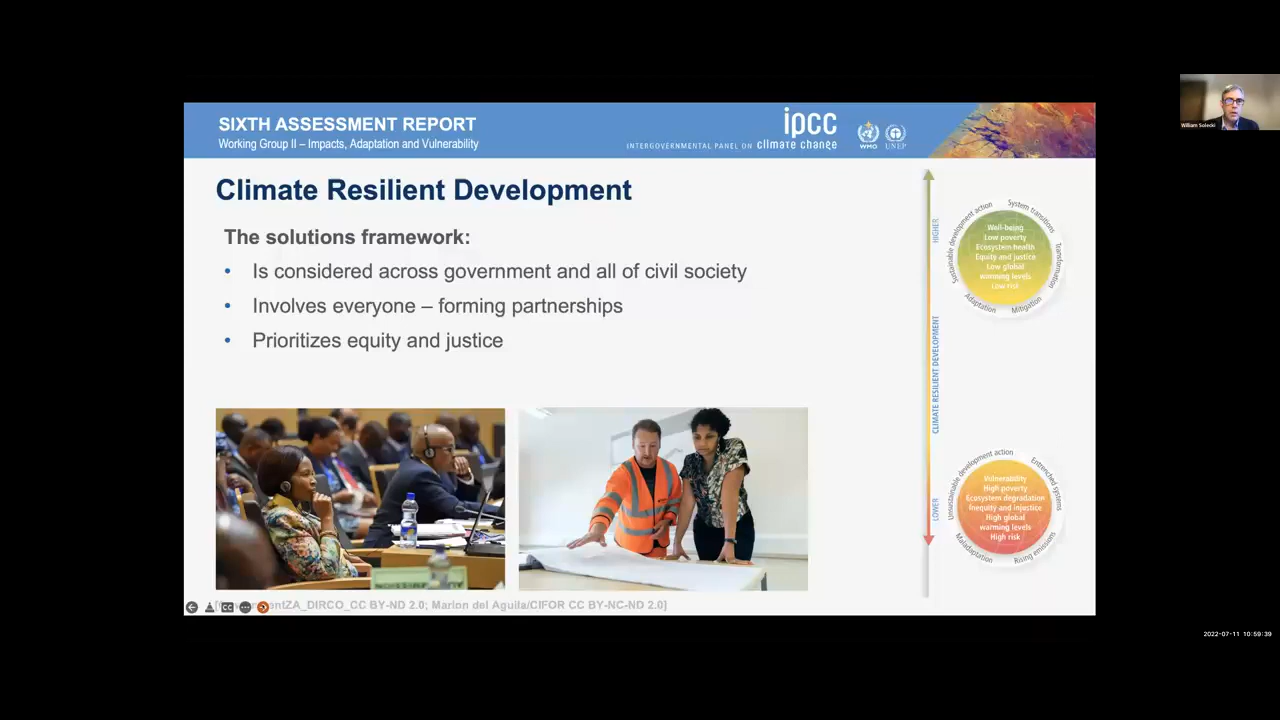 SIXTH ASSESSMENT REPORT
Working Group II – Impacts, Adaptation and Vulnerability
ipcc
INTERGOVERNMENTAL PANEL ON climate change
WMO
UNEP
William Solecki
Climate Resilient Development
The solutions framework:
• Is considered across government and all of civil society
• Involves everyone – forming partnerships
• Prioritizes equity and justice
HIGHER
CLIMATE RESILIENT DEVELOPMENT
LOWER
Sustainable development action
System transitions
Transformation
Mitigation
Adaptation
Well-being
Low poverty
Ecosystem health
Equity and justice
Low global
warming levels
Low risk
Unsustainable development action
Entrenched systems
Rising emissions
Maladaptation
Vulnerability
High poverty
Ecosystem degradation
Inequity and injustice
High global
warming levels
High risk
CC
ZA_DIRCO_CC BY-ND 2.0; Marlon del Aguila/CIFOR CC BY-NC-ND 2.0]
2022-07-11 10:59:39